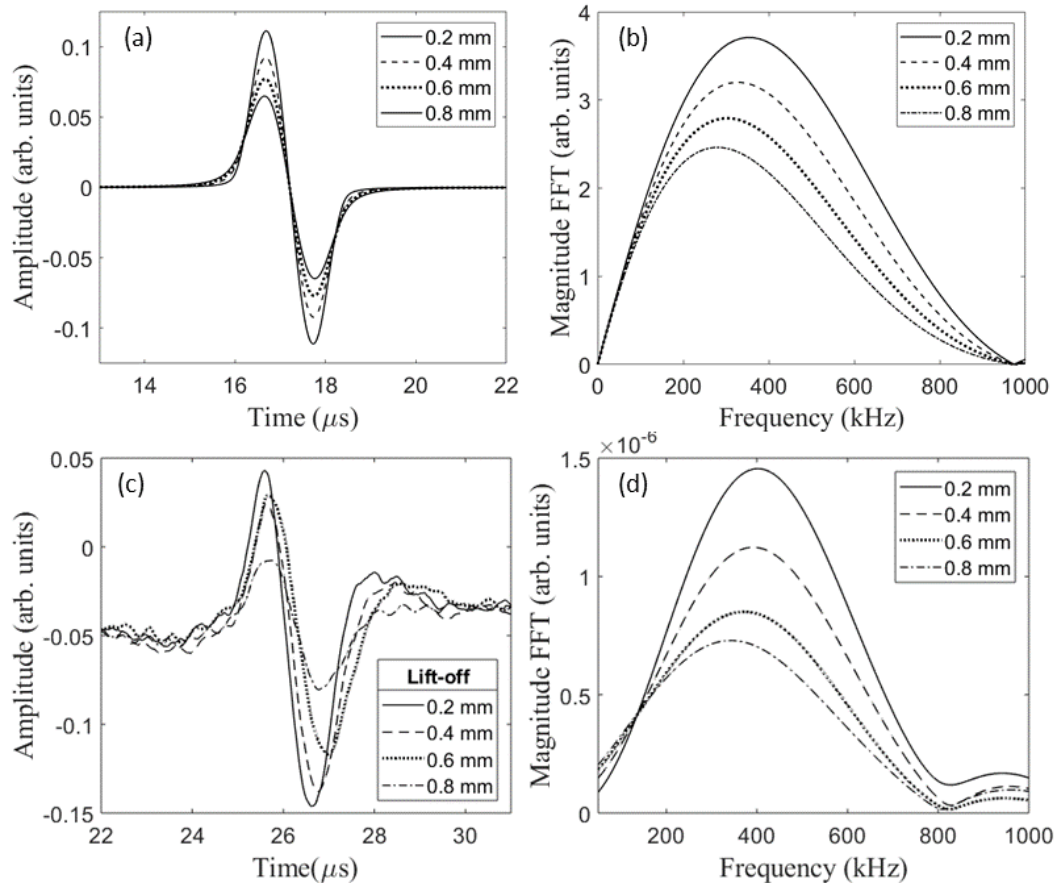 (a)
0.2 mm
0.4 mm
0.6 mm
0.8 mm
0.1
0.05
0
-0.05
-0.1
Amplitude (arb. units)
14
16
18
20
22
Time (μs)
(b)
0.2 mm
0.4 mm
0.6 mm
0.8 mm
4
3
2
1
0
Magnitude FFT (arb. units)
0
200
400
600
800
1000
Frequency (kHz)
(c)
0.05
0
-0.05
-0.1
-0.15
Amplitude (arb. units)
Lift-off
0.2 mm
0.4 mm
0.6 mm
0.8 mm
22
24
26
28
30
Time(μs)
×10⁻⁶
(d)
0.2 mm
0.4 mm
0.6 mm
0.8 mm
1.5
1
0.5
0
Magnitude FFT (arb. units)
200
400
600
800
1000
Frequency (kHz)